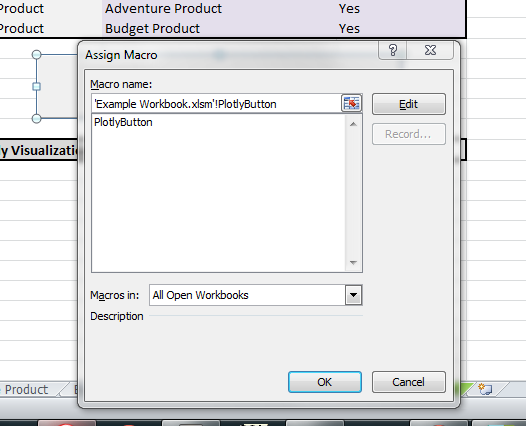 Product Adventure Product Yes
Product Budget Product Yes
Assign Macro
Macro name:
'Example Workbook.xlsm'!PlotlyButton
Edit
PlotlyButton
Record...
ly Visualizatio
Macros in: All Open Workbooks
Description
OK Cancel
Product